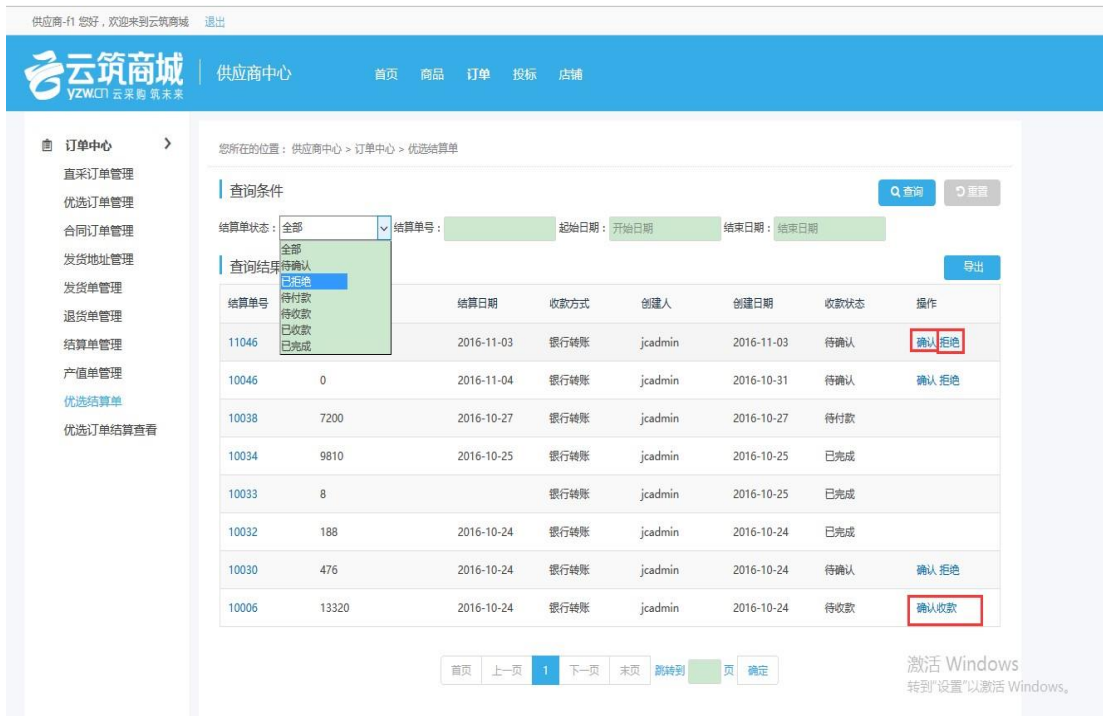 供应商-f1 您好，欢迎来到云筑商城 退出
云筑商城
yzw.cn 云采购 筑未来
供应商中心 首页 商品 订单 投标 店铺
订单中心
直采订单管理
优选订单管理
合同订单管理
发货地址管理
发货单管理
退货单管理
结算单管理
产值单管理
优选结算单
优选订单结算查看
您所在的位置：供应商中心 > 订单中心 > 优选结算单
查询条件 查询 重置
结算单状态：全部 结算单号： 起始日期：开始日期 结束日期：结束日期
全部
待确认
已拒绝
待付款
待收款
已收款
已完成
查询结果 导出
结算单号 结算日期 收款方式 创建人 创建日期 收款状态 操作
11046 2016-11-03 银行转账 jcadmin 2016-11-03 待确认 确认 拒绝
10046 0 2016-11-04 银行转账 jcadmin 2016-10-31 待确认 确认 拒绝
10038 7200 2016-10-27 银行转账 jcadmin 2016-10-27 待付款
10034 9810 2016-10-25 银行转账 jcadmin 2016-10-25 已完成
10033 8 银行转账 jcadmin 2016-10-25 已完成
10032 188 2016-10-24 银行转账 jcadmin 2016-10-24 已完成
10030 476 2016-10-24 银行转账 jcadmin 2016-10-24 待确认 确认 拒绝
10006 13320 2016-10-24 银行转账 jcadmin 2016-10-24 待收款 确认收款
首页 上一页 1 下一页 末页 跳转到 页 确定
激活 Windows
转到"设置"以激活 Windows。